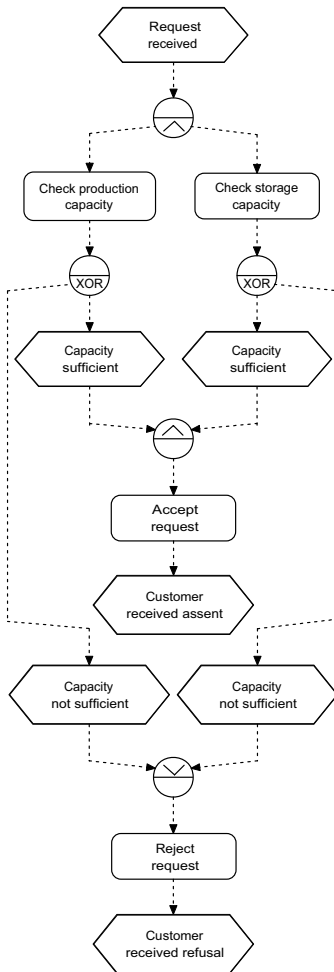 Request
received
Check production
capacity
Check storage
capacity
XOR
XOR
Capacity
sufficient
Capacity
sufficient
Accept
request
Customer
received assent
Capacity
not sufficient
Capacity
not sufficient
Reject
request
Customer
received refusal